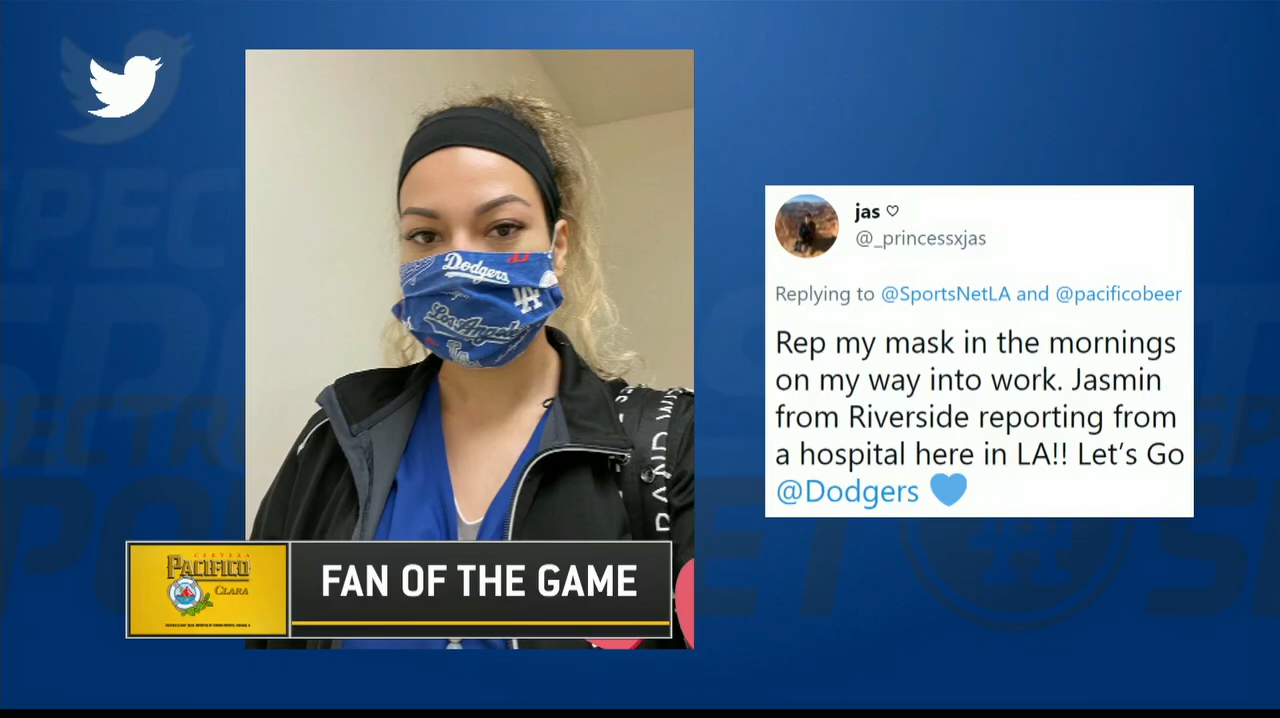 jas ♡
@_princessxjas
Replying to @SportsNetLA and @pacificobeer
Rep my mask in the mornings
on my way into work. Jasmin
from Riverside reporting from
a hospital here in LA!! Let's Go
@Dodgers 💙
Dodgers
LA
Los Angeles
CERVEZA
PACIFICO
CLARA
FAN OF THE GAME